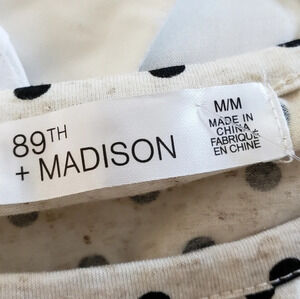 89TH
+ MADISON
M/M
MADE IN
CHINA
FABRIQUÉ
EN CHINE